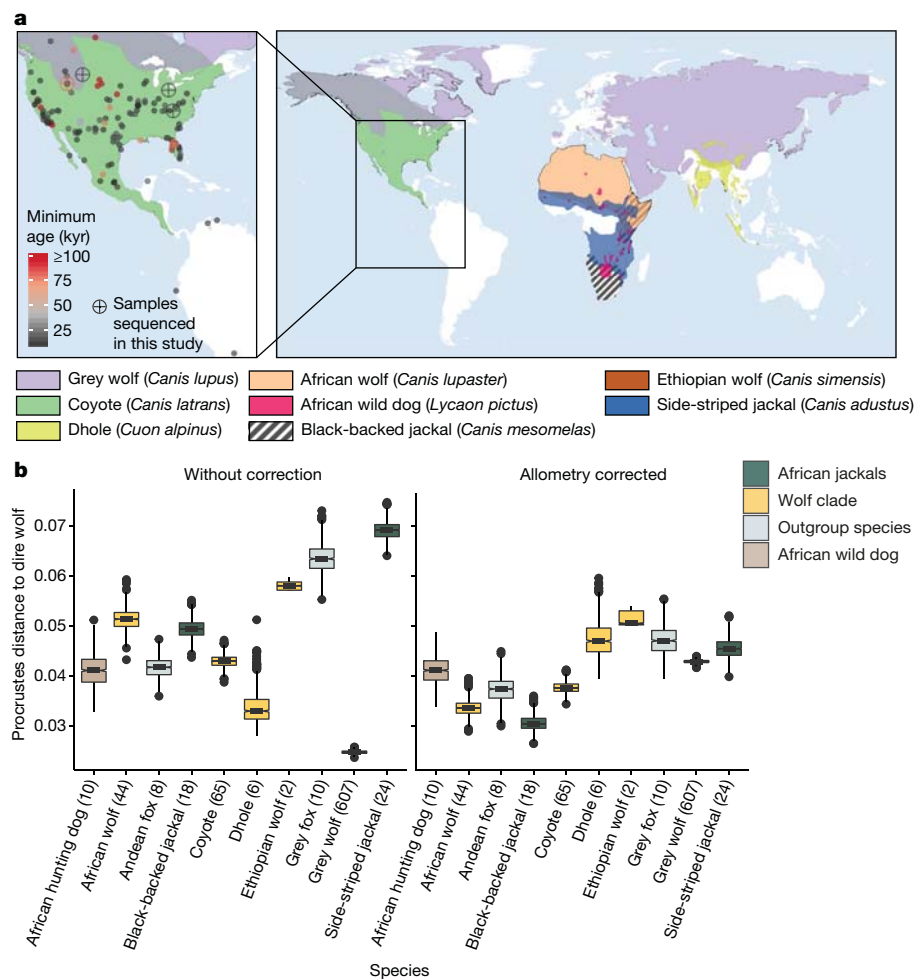 a
Minimum
age (kyr)
≥100
75
50
25
Samples
sequenced
in this study
Grey wolf (Canis lupus)
African wolf (Canis lupaster)
Ethiopian wolf (Canis simensis)
Coyote (Canis latrans)
African wild dog (Lycaon pictus)
Side-striped jackal (Canis adustus)
Dhole (Cuon alpinus)
Black-backed jackal (Canis mesomelas)
b
Without correction
Allometry corrected
African jackals
Wolf clade
Outgroup species
African wild dog
Procrustes distance to dire wolf
0.07
0.06
0.05
0.04
0.03
African hunting dog (10)
African wolf (44)
Andean fox (8)
Black-backed jackal (18)
Coyote (65)
Dhole (6)
Ethiopian wolf (2)
Grey fox (10)
Grey wolf (607)
Side-striped jackal (24)
African hunting dog (10)
African wolf (44)
Andean fox (8)
Black-backed jackal (18)
Coyote (65)
Dhole (6)
Ethiopian wolf (2)
Grey fox (10)
Grey wolf (607)
Side-striped jackal (24)
Species